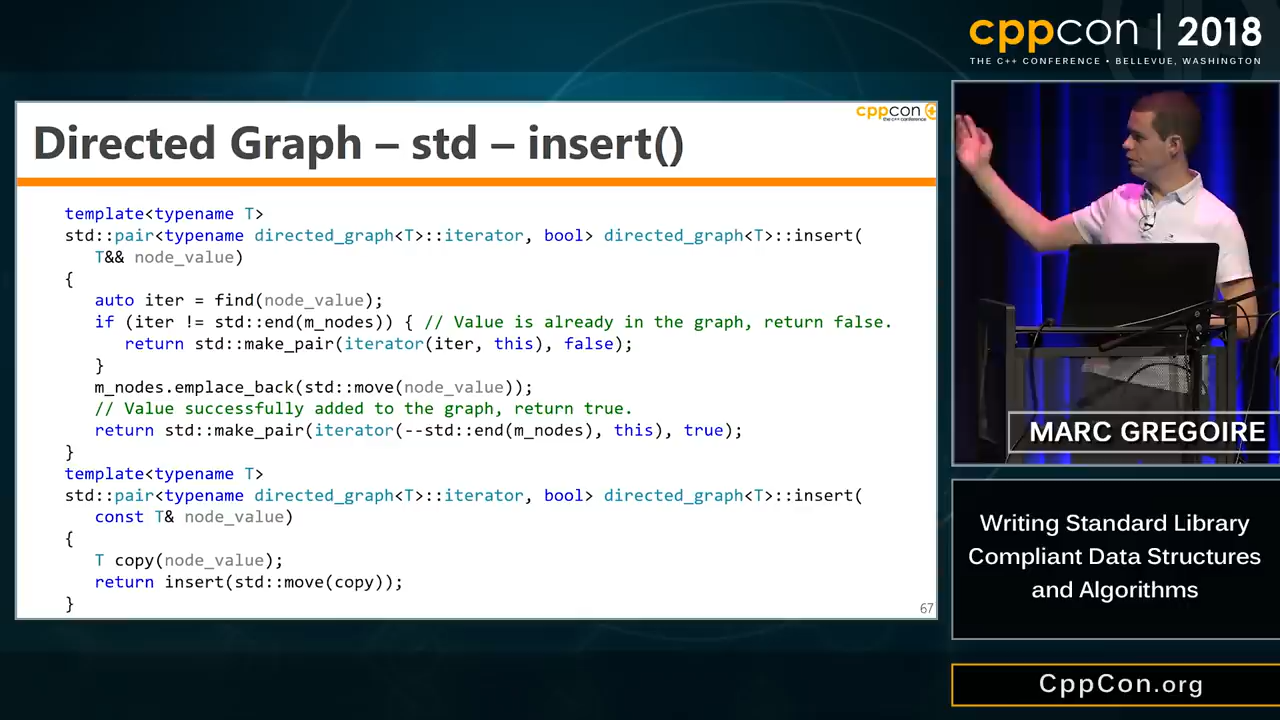 cppcon | 2018
THE C++ CONFERENCE • BELLEVUE, WASHINGTON
cppcon
the c++ conference
Directed Graph – std – insert()
template<typename T>
std::pair<typename directed_graph<T>::iterator, bool> directed_graph<T>::insert(
T&& node_value)
{
auto iter = find(node_value);
if (iter != std::end(m_nodes)) { // Value is already in the graph, return false.
return std::make_pair(iterator(iter, this), false);
}
m_nodes.emplace_back(std::move(node_value));
// Value successfully added to the graph, return true.
return std::make_pair(iterator(--std::end(m_nodes), this), true);
}
template<typename T>
std::pair<typename directed_graph<T>::iterator, bool> directed_graph<T>::insert(
const T& node_value)
{
T copy(node_value);
return insert(std::move(copy));
}
67
MARC GREGOIRE
Writing Standard Library
Compliant Data Structures
and Algorithms
CppCon.org